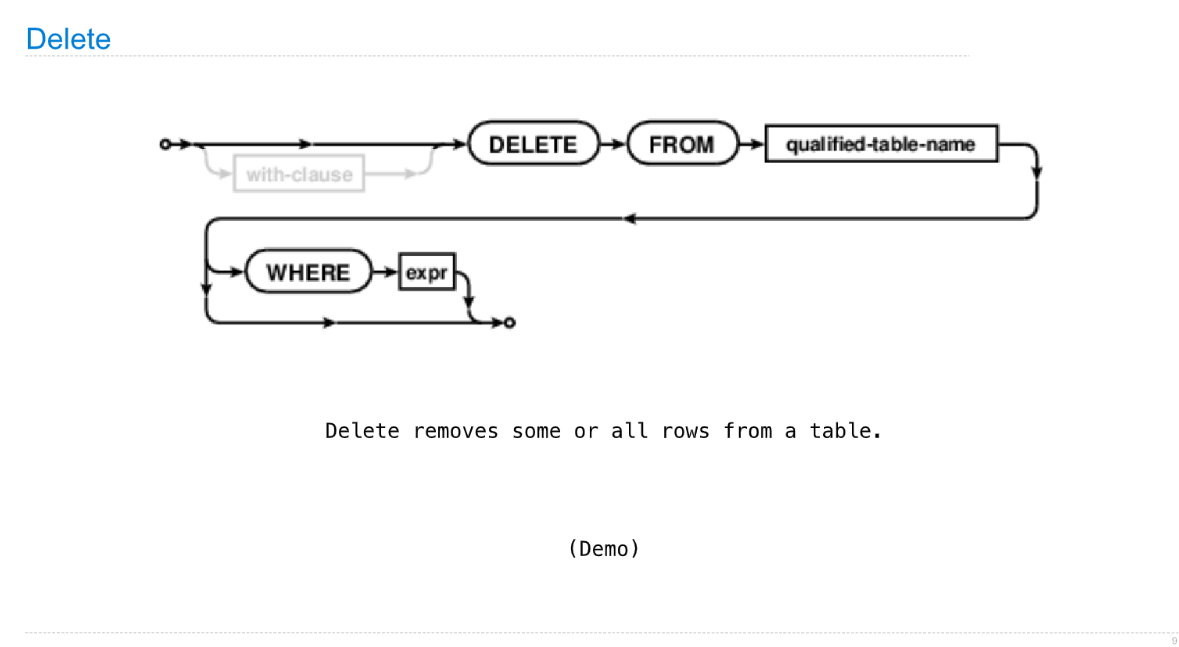 Delete
DELETE FROM qualified-table-name
with-clause
WHERE expr
Delete removes some or all rows from a table.
(Demo)
9